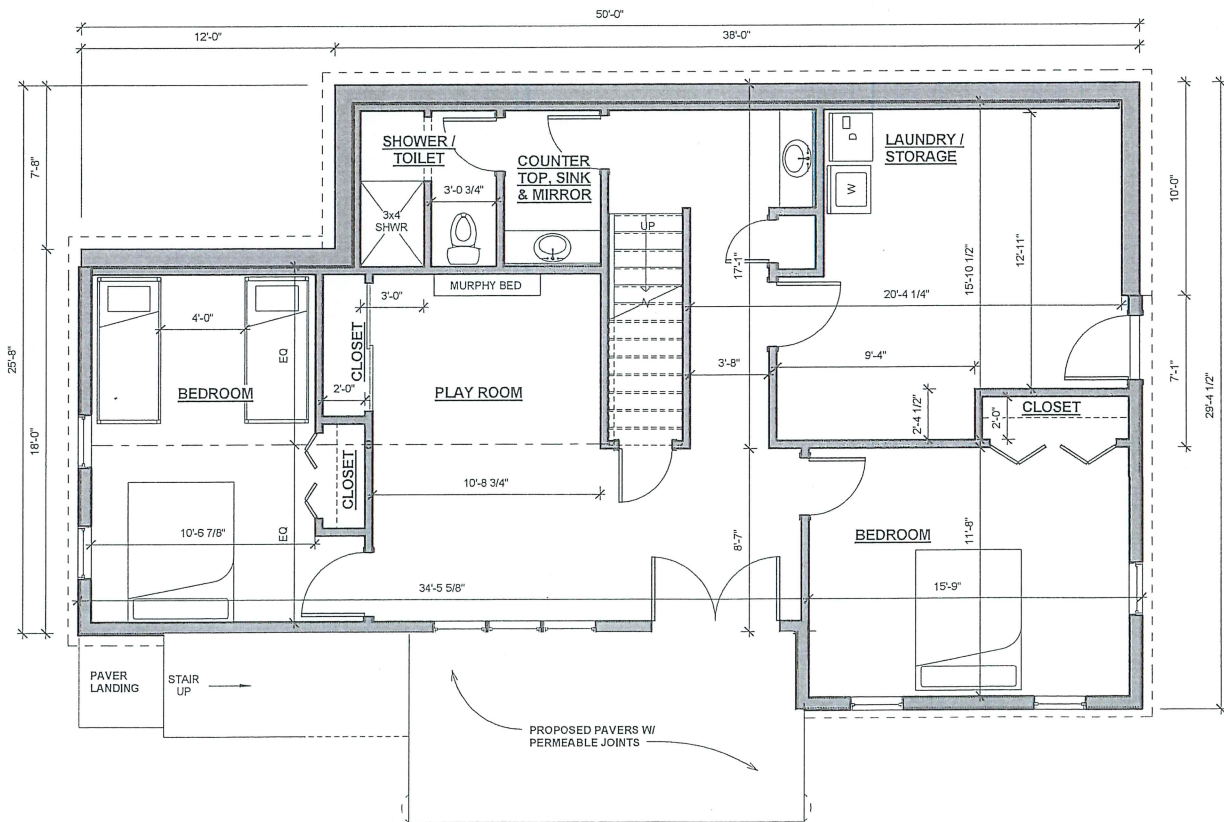 50'-0"
12'-0"
38'-0"
7'-8"
25'-8"
18'-0"
10'-0"
7'-1"
29'-4 1/2"
SHOWER /
TOILET
3'-0 3/4"
3x4
SHWR
COUNTER
TOP, SINK
& MIRROR
UP
17'-1"
D
W
LAUNDRY /
STORAGE
12'-11"
15'-10 1/2"
20'-4 1/4"
9'-4"
3'-8"
2'-4 1/2"
2'-0"
CLOSET
MURPHY BED
3'-0"
CLOSET
2'-0"
PLAY ROOM
10'-8 3/4"
4'-0"
EQ
BEDROOM
CLOSET
EQ
10'-6 7/8"
34'-5 5/8"
8'-7"
BEDROOM
11'-8"
15'-9"
PAVER
LANDING
STAIR
UP
PROPOSED PAVERS W/
PERMEABLE JOINTS